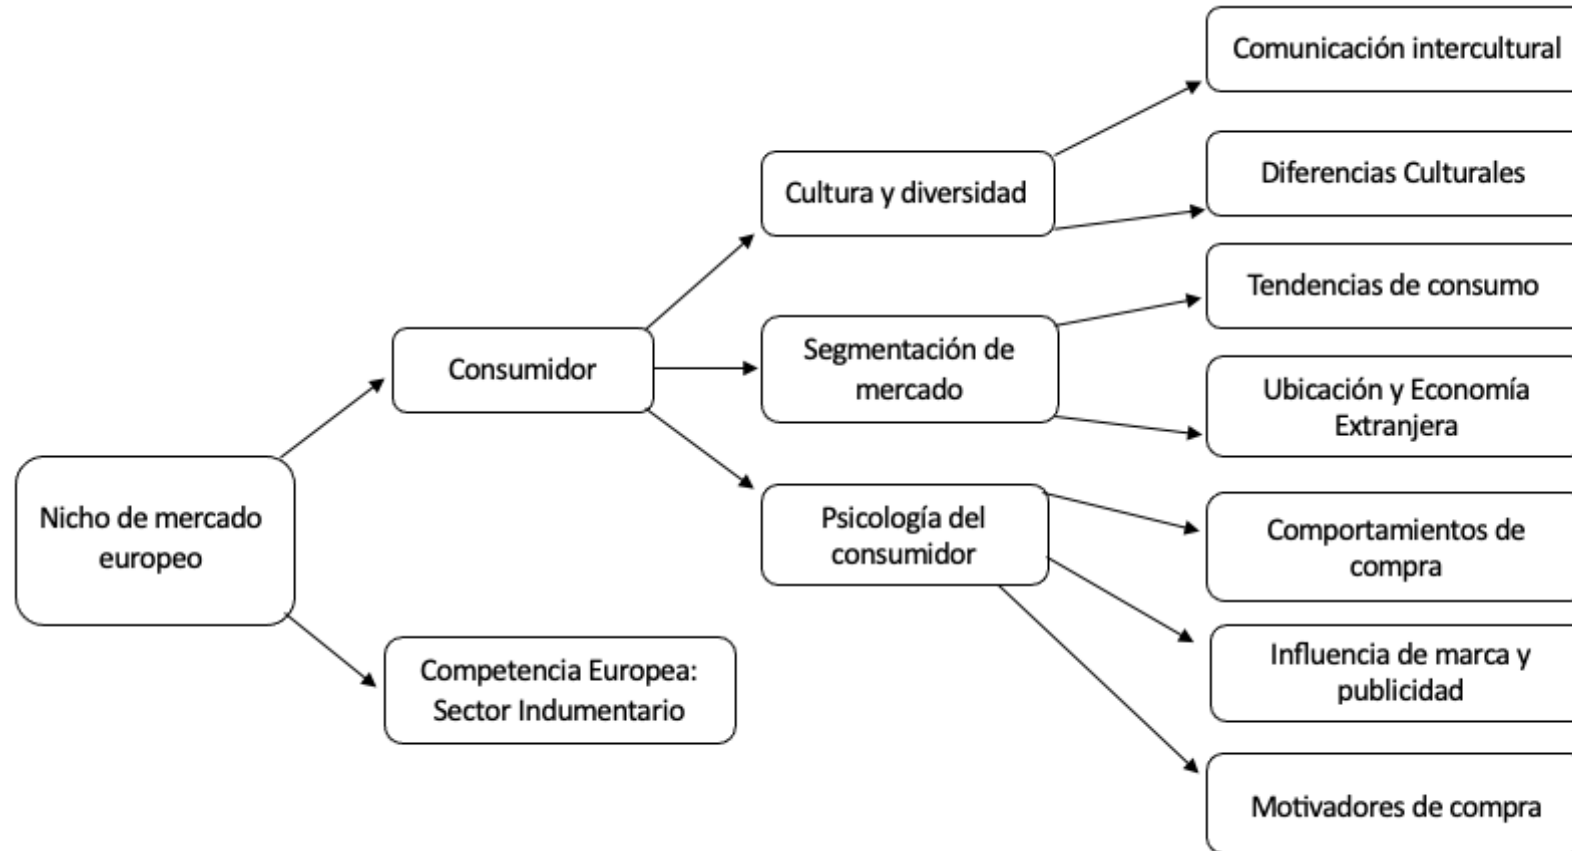 Comunicación intercultural
Diferencias Culturales
Cultura y diversidad
Tendencias de consumo
Segmentación de
mercado
Consumidor
Ubicación y Economía
Extranjera
Nicho de mercado
europeo
Psicología del
consumidor
Comportamientos de
compra
Competencia Europea:
Sector Indumentario
Influencia de marca y
publicidad
Motivadores de compra